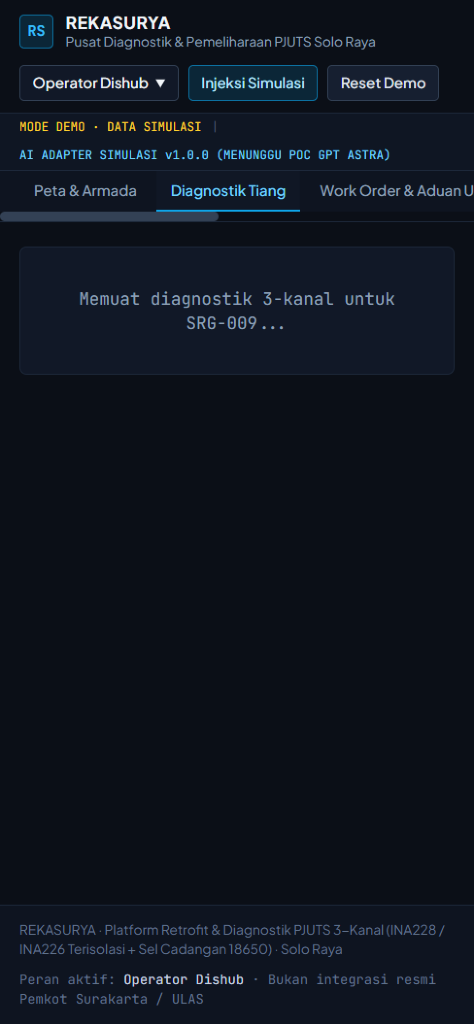 RS
REKASURYA
Pusat Diagnostik & Pemeliharaan PJUTS Solo Raya
Operator Dishub ▼
Injeksi Simulasi
Reset Demo
MODE DEMO · DATA SIMULASI |
AI ADAPTER SIMULASI v1.0.0 (MENUNGGU POC GPT ASTRA)
Peta & Armada
Diagnostik Tiang
Work Order & Aduan U
Memuat diagnostik 3-kanal untuk
SRG-009...
REKASURYA · Platform Retrofit & Diagnostik PJUTS 3-Kanal (INA228 /
INA226 Terisolasi + Sel Cadangan 18650) · Solo Raya
Peran aktif: Operator Dishub · Bukan integrasi resmi
Pemkot Surakarta / ULAS